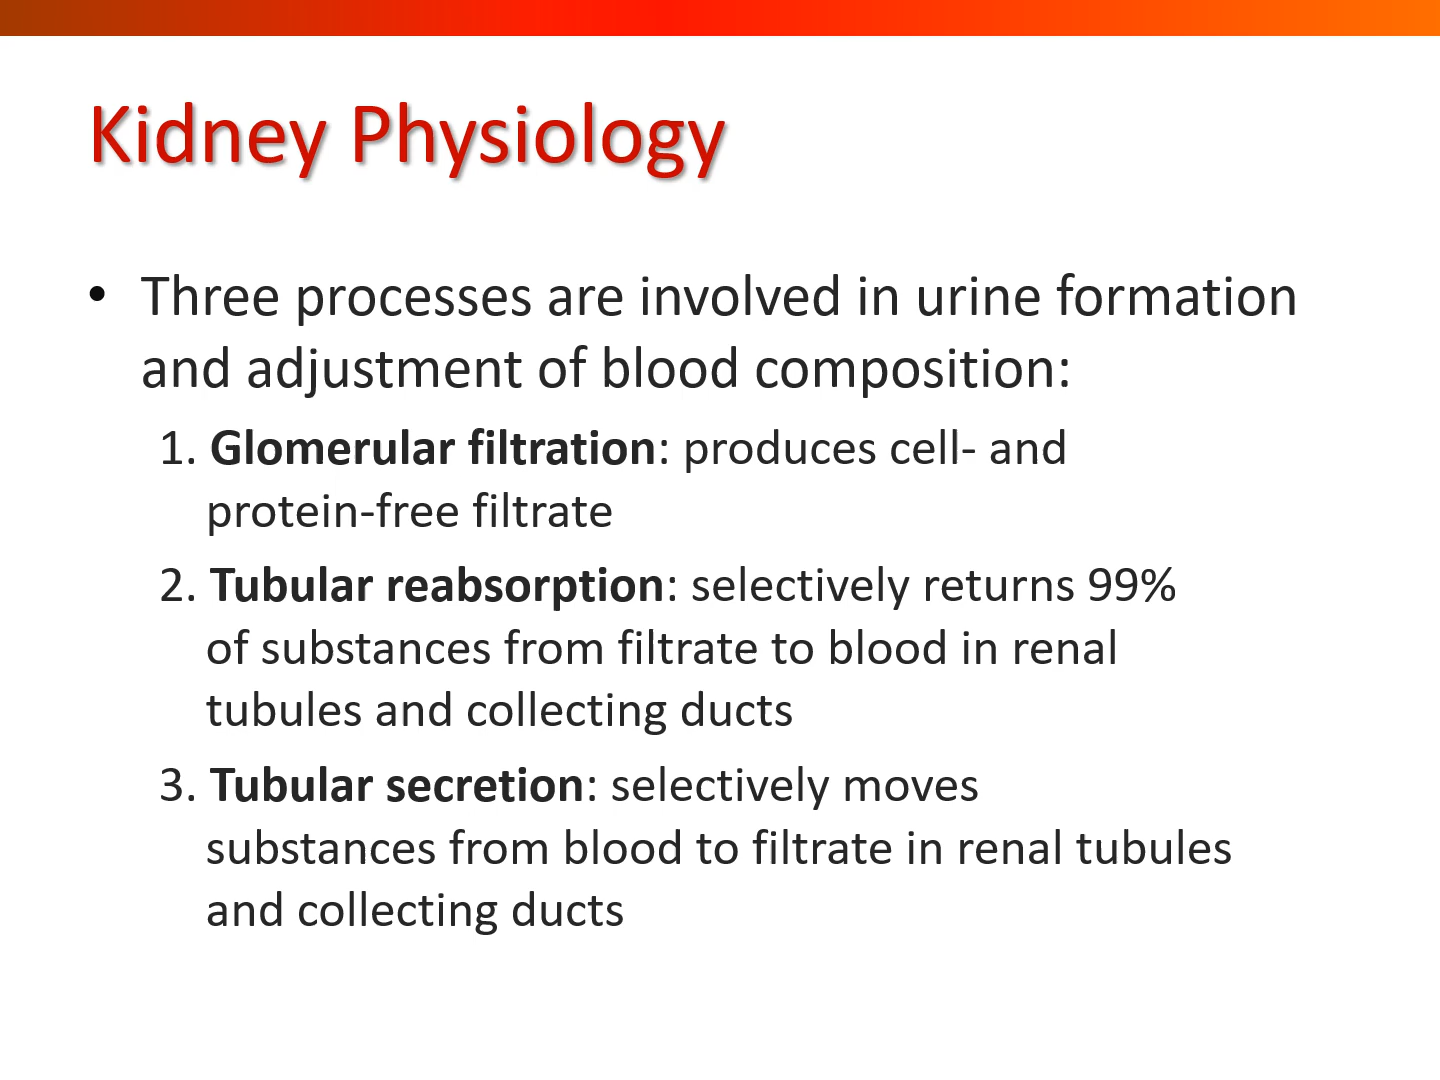 Kidney Physiology
• Three processes are involved in urine formation
and adjustment of blood composition:
1. Glomerular filtration: produces cell- and
protein-free filtrate
2. Tubular reabsorption: selectively returns 99%
of substances from filtrate to blood in renal
tubules and collecting ducts
3. Tubular secretion: selectively moves
substances from blood to filtrate in renal tubules
and collecting ducts